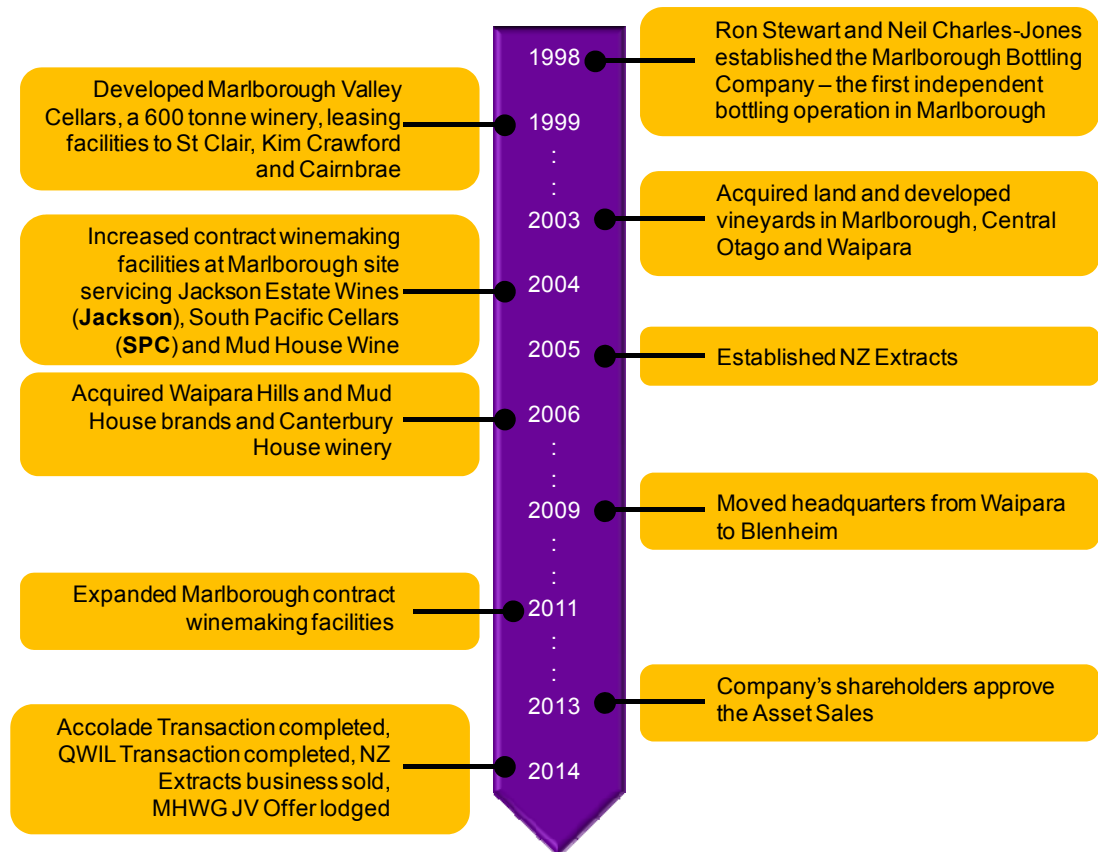 1998
Ron Stewart and Neil Charles-Jones
established the Marlborough Bottling
Company – the first independent
bottling operation in Marlborough
Developed Marlborough Valley
Cellars, a 600 tonne winery, leasing
facilities to St Clair, Kim Crawford
and Cairnbrae
1999
:
:
2003
Acquired land and developed
vineyards in Marlborough, Central
Otago and Waipara
Increased contract winemaking
facilities at Marlborough site
servicing Jackson Estate Wines
(Jackson), South Pacific Cellars
(SPC) and Mud House Wine
2004
2005
Established NZ Extracts
Acquired Waipara Hills and Mud
House brands and Canterbury
House winery
2006
:
:
2009
Moved headquarters from Waipara
to Blenheim
:
:
Expanded Marlborough contract
winemaking facilities
2011
:
:
2013
Company’s shareholders approve
the Asset Sales
Accolade Transaction completed,
QWIL Transaction completed, NZ
Extracts business sold,
MHWG JV Offer lodged
2014